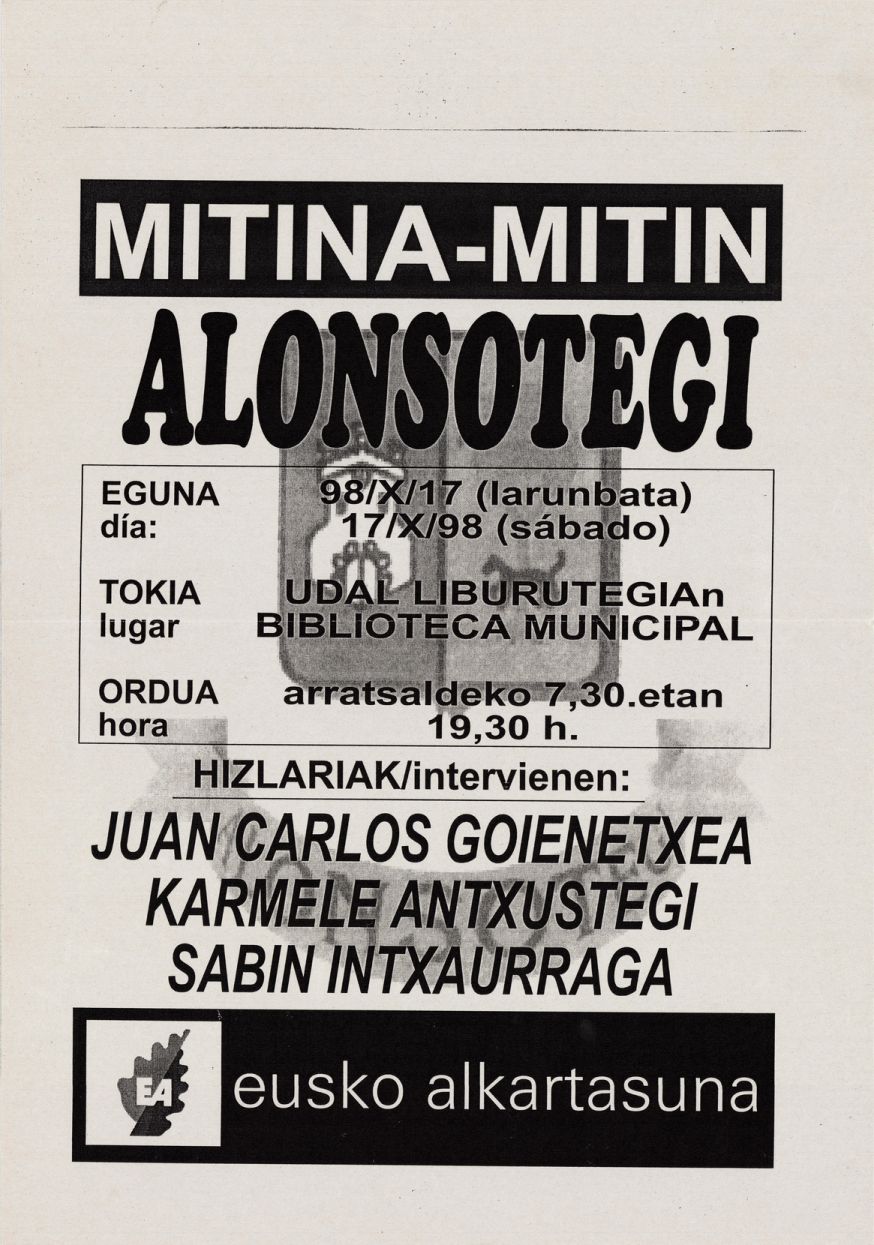 MITINA-MITIN
ALONSOTEGI
EGUNA 98/X/17 (larunbata)
día: 17/X/98 (sábado)
TOKIA UDAL LIBURUTEGIAn
lugar BIBLIOTECA MUNICIPAL
ORDUA arratsaldeko 7,30.etan
hora 19,30 h.
HIZLARIAK/intervienen:
JUAN CARLOS GOIENETXEA
KARMELE ANTXUSTEGI
SABIN INTXAURRAGA
EA eusko alkartasuna